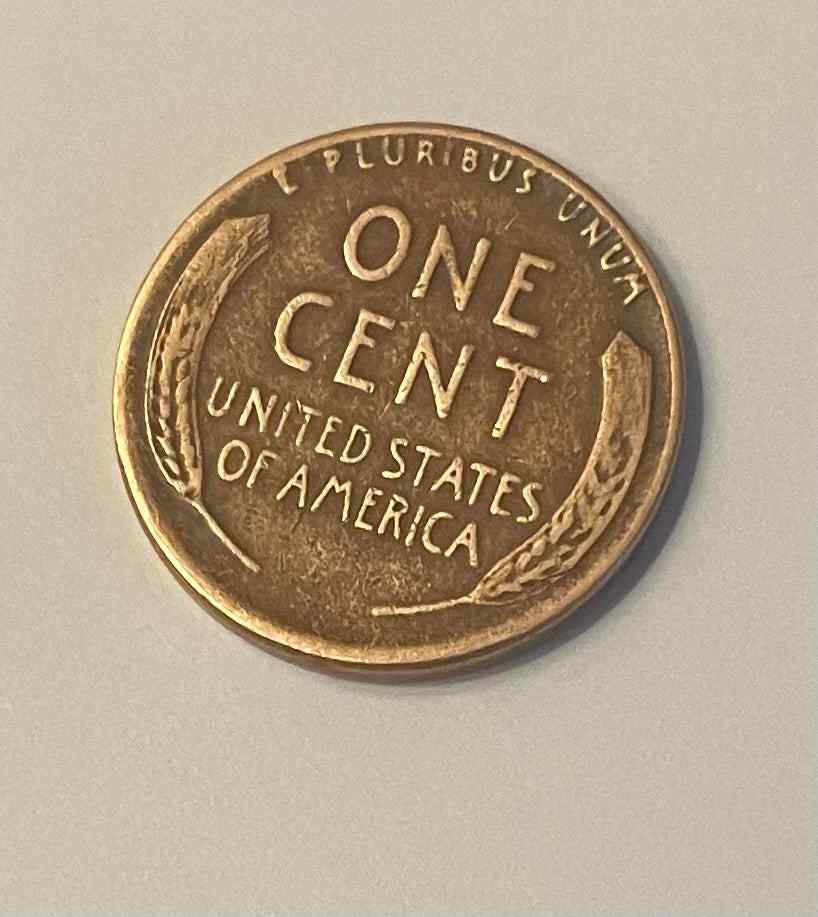 E · PLURIBUS UNUM
ONE
CENT
UNITED STATES
OF AMERICA